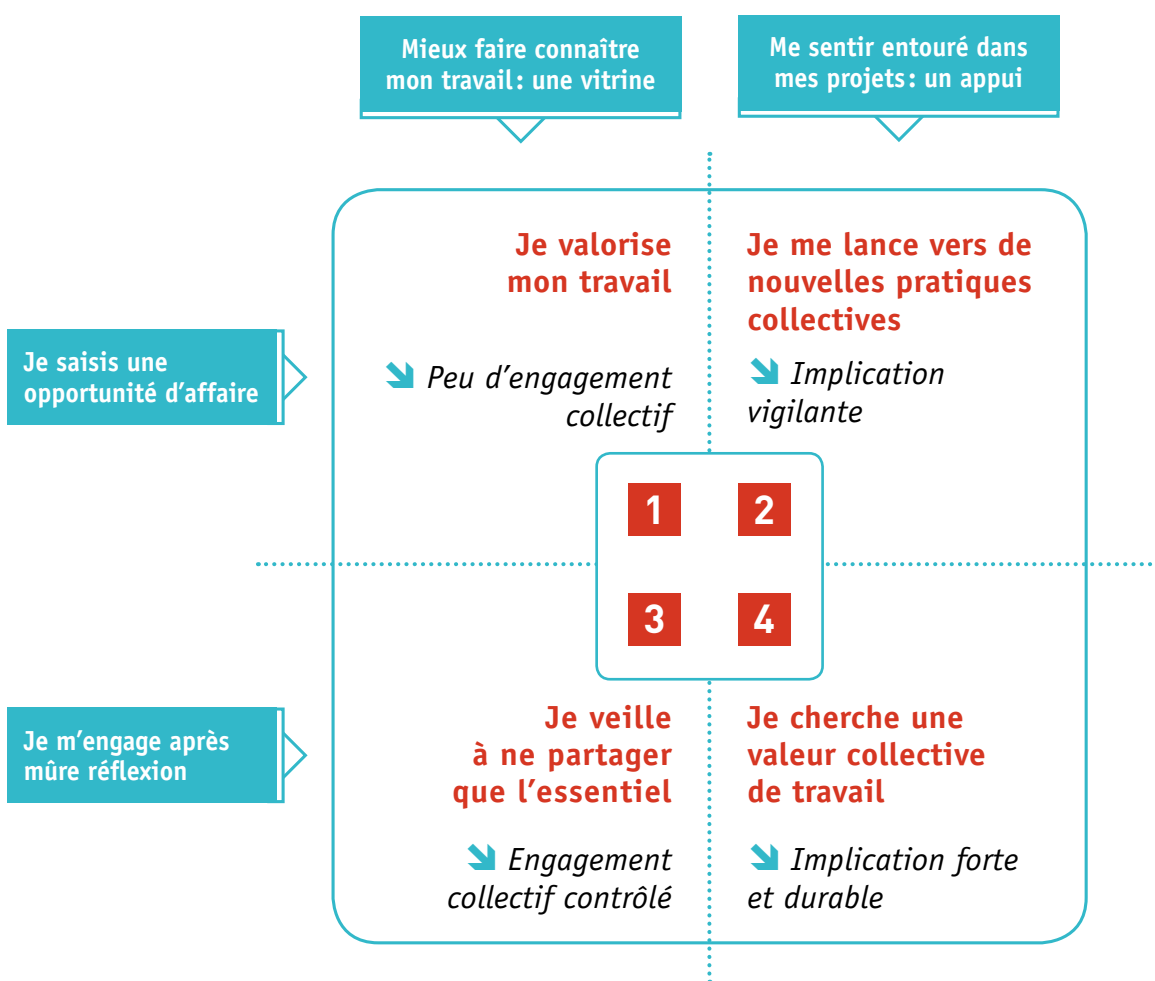 Mieux faire connaître
mon travail : une vitrine
Me sentir entouré dans
mes projets : un appui
Je saisis une
opportunité d’affaire
Je valorise
mon travail
Peu d'engagement
collectif
Je me lance vers de
nouvelles pratiques
collectives
Implication
vigilante
1
2
3
4
Je m’engage après
mûre réflexion
Je veille
à ne partager
que l’essentiel
Engagement
collectif contrôlé
Je cherche une
valeur collective
de travail
Implication forte
et durable